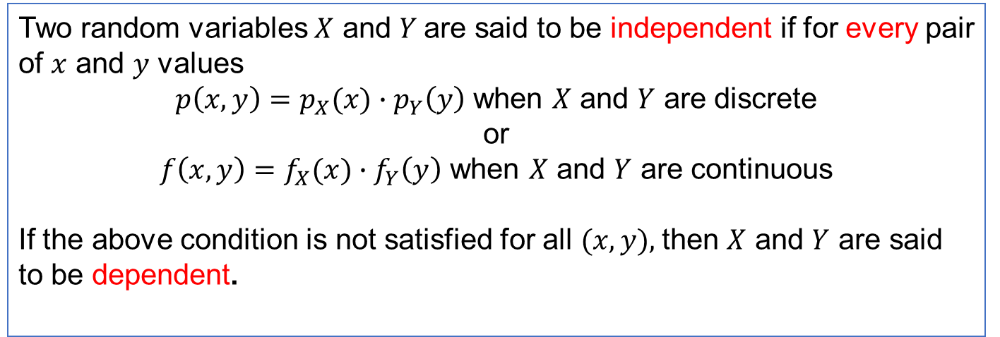 Two random variables 𝑋 and 𝑌 are said to be independent if for every pair
of 𝑥 and 𝑦 values
𝑝(𝑥, 𝑦) = 𝑝_𝑋(𝑥) · 𝑝_𝑌(𝑦) when 𝑋 and 𝑌 are discrete
or
𝑓(𝑥, 𝑦) = 𝑓_𝑋(𝑥) · 𝑓_𝑌(𝑦) when 𝑋 and 𝑌 are continuous
If the above condition is not satisfied for all (𝑥, 𝑦), then 𝑋 and 𝑌 are said
to be dependent.